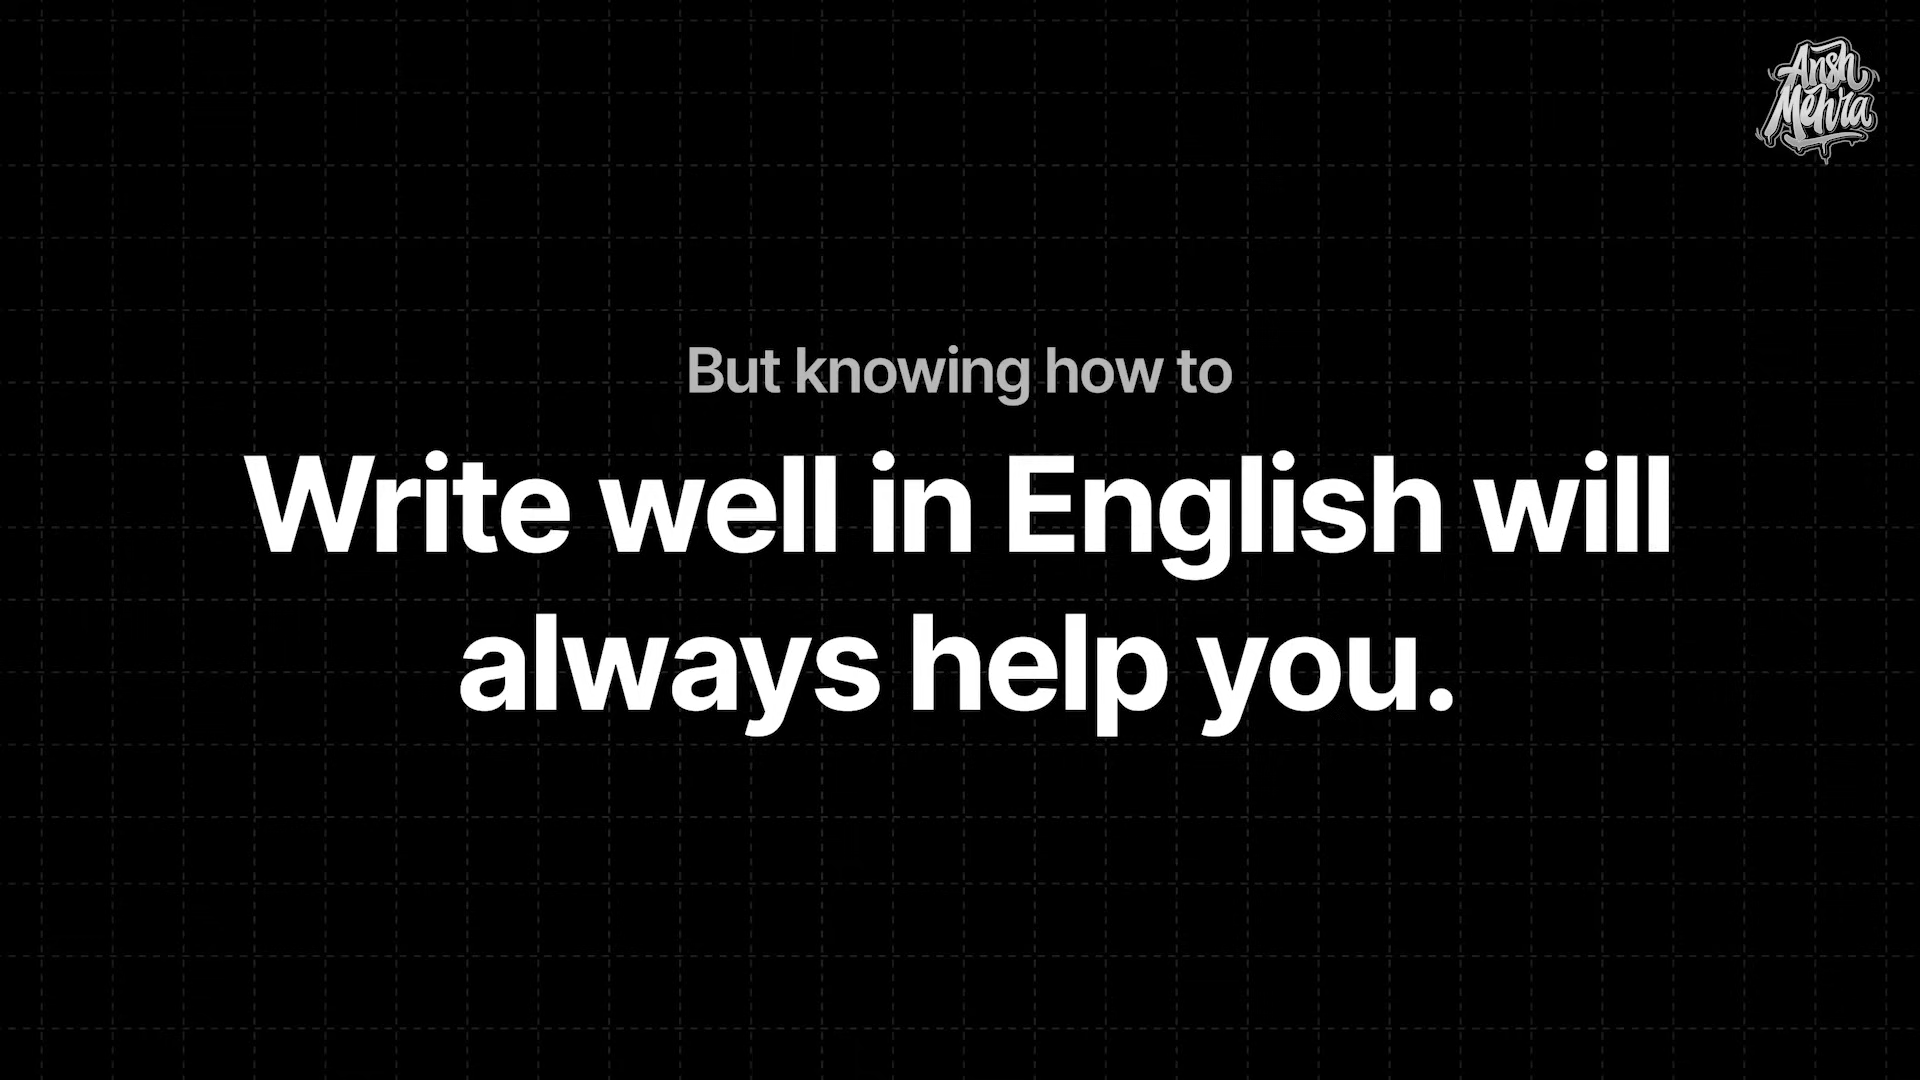 Ansh
Mehra
But knowing how to
Write well in English will
always help you.